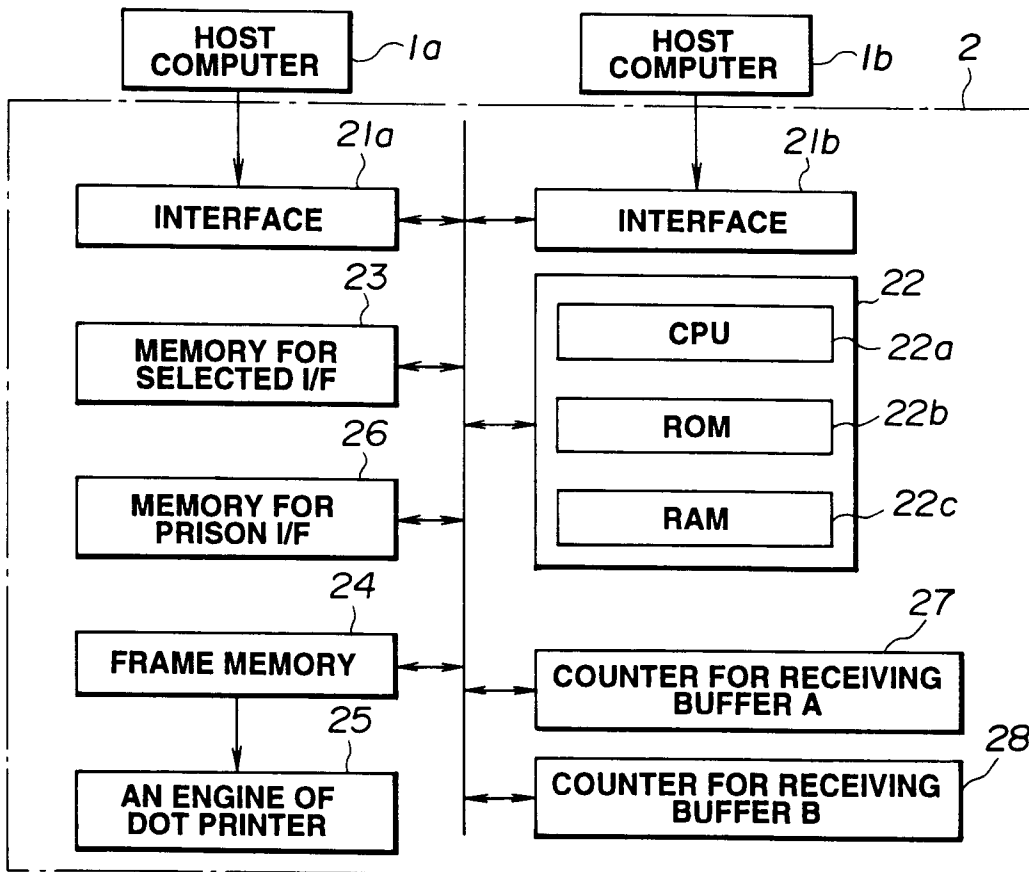 HOST
COMPUTER
1a
HOST
COMPUTER
1b
2
21a
INTERFACE
21b
INTERFACE
23
MEMORY FOR
SELECTED I/F
22
CPU
22a
ROM
22b
RAM
22c
26
MEMORY FOR
PRISON I/F
24
FRAME MEMORY
27
COUNTER FOR RECEIVING
BUFFER A
25
AN ENGINE OF
DOT PRINTER
28
COUNTER FOR RECEIVING
BUFFER B